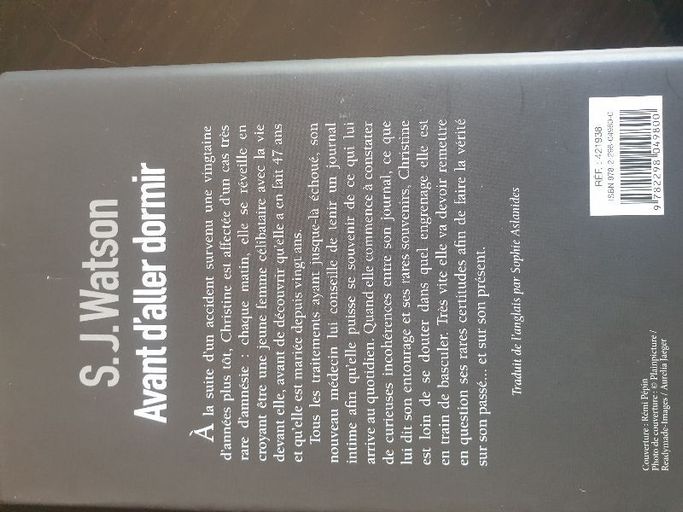 S. J. Watson
Avant d'aller dormir
À la suite d'un accident survenu une vingtaine
d'années plus tôt, Christine est affectée d'un cas très
rare d'amnésie : chaque matin, elle se réveille en
croyant être une jeune femme célibataire avec la vie
devant elle, avant de découvrir qu'elle a en fait 47 ans
et qu'elle est mariée depuis vingt ans.
Tous les traitements ayant jusque-là échoué, son
nouveau médecin lui conseille de tenir un journal
intime afin qu'elle puisse se souvenir de ce qui lui
arrive au quotidien. Quand elle commence à constater
de curieuses incohérences entre son journal, ce que
lui dit son entourage et ses rares souvenirs, Christine
est loin de se douter dans quel engrenage elle est
en train de basculer. Très vite elle va devoir remettre
en question ses rares certitudes afin de faire la vérité
sur son passé... et sur son présent.
Traduit de l'anglais par Sophie Aslanides
Couverture : Rémi Pépin
Photo de couverture : © Plainpicture /
Readymade-Images / Aurelia Jaeger
RÉF. : 421938
ISBN 978-2-298-04980-0
9 782298 049800